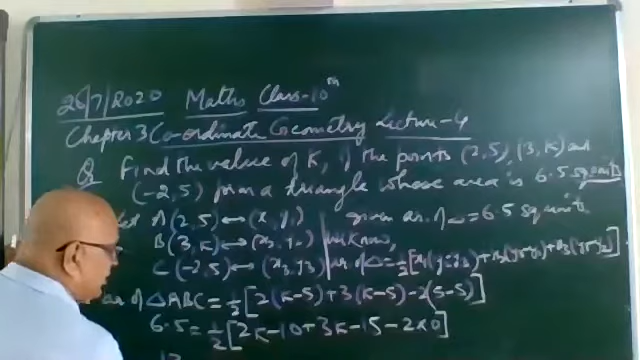 26/7/2020 Maths Class-10th
Chapter 3 Co-ordinate Geometry Lecture-4
Q Find the value of K, if the points (2,5), (3,K) and
(-2,5) form a triangle whose area is 6.5 sq units
A(2,5)↔(x, y,) given ar. = 6.5 sq units
B(3,K)↔(x2, y2) we know,
C(-2,5)↔(x3, y3) ar of Δ=1/2[x1(y2-y3)+x2(y3-y1)+x3(y1-y2)]
ar of ΔABC=1/2[2(K-5)+3(K-5)-2(5-5)]
6.5=1/2[2K-10+3K-15-2×0]